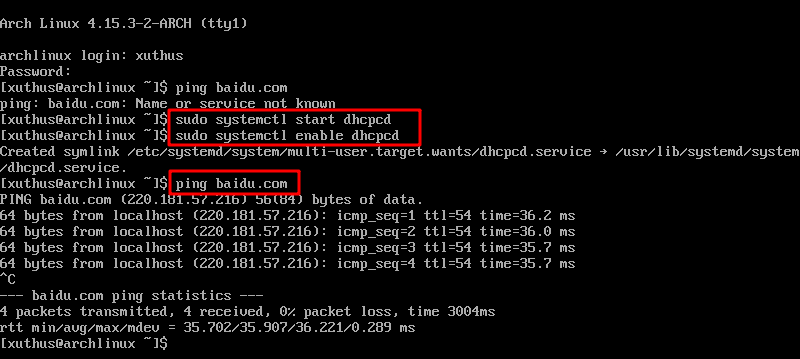 Arch Linux 4.15.3-2-ARCH (tty1)
archlinux login: xuthus
Password:
[xuthus@archlinux ~]$ ping baidu.com
ping: baidu.com: Name or service not known
[xuthus@archlinux ~]$ sudo systemctl start dhcpcd
[xuthus@archlinux ~]$ sudo systemctl enable dhcpcd
Created symlink /etc/systemd/system/multi-user.target.wants/dhcpcd.service → /usr/lib/systemd/system
/dhcpcd.service.
[xuthus@archlinux ~]$ ping baidu.com
PING baidu.com (220.181.57.216) 56(84) bytes of data.
64 bytes from localhost (220.181.57.216): icmp_seq=1 ttl=54 time=36.2 ms
64 bytes from localhost (220.181.57.216): icmp_seq=2 ttl=54 time=36.0 ms
64 bytes from localhost (220.181.57.216): icmp_seq=3 ttl=54 time=35.7 ms
64 bytes from localhost (220.181.57.216): icmp_seq=4 ttl=54 time=35.7 ms
^C
--- baidu.com ping statistics ---
4 packets transmitted, 4 received, 0% packet loss, time 3004ms
rtt min/avg/max/mdev = 35.702/35.907/36.221/0.289 ms
[xuthus@archlinux ~]$